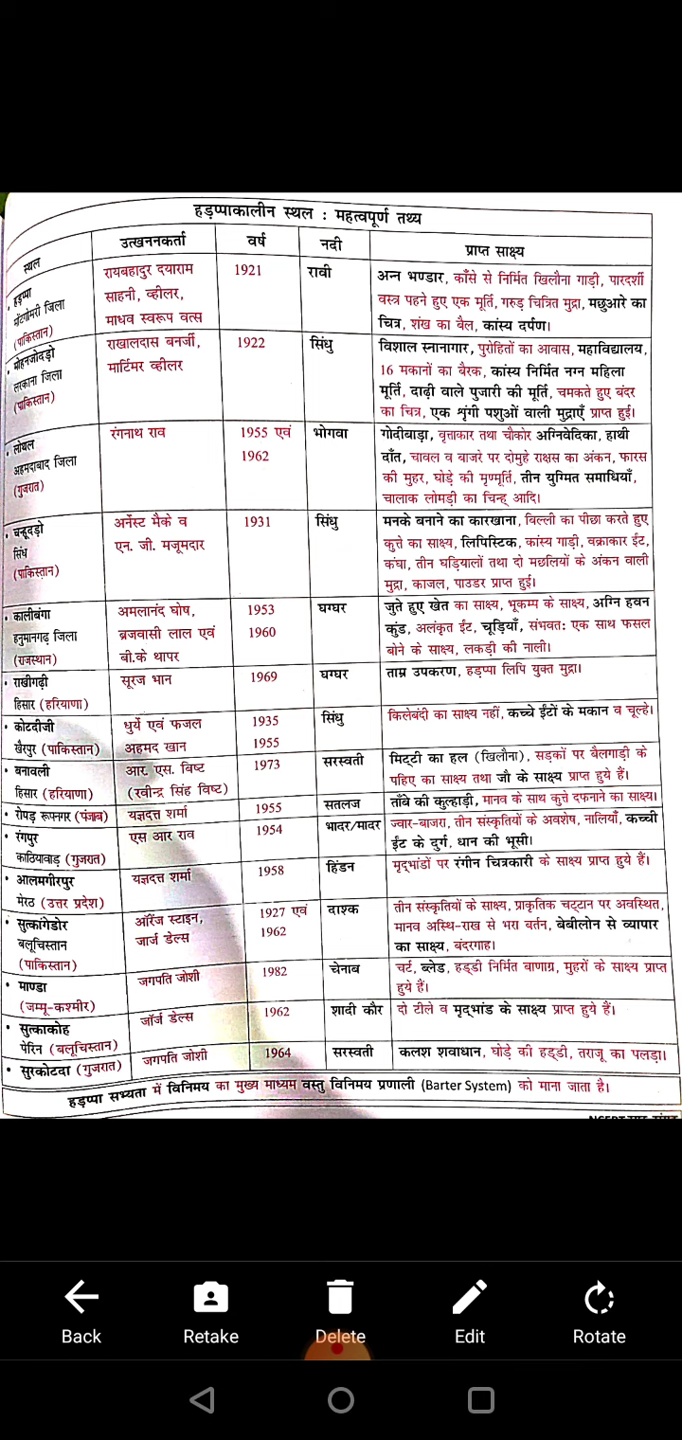 हड़प्पाकालीन स्थल : महत्वपूर्ण तथ्य
स्थल उत्खननकर्ता वर्ष नदी प्राप्त साक्ष्य
• हड़प्पा रायबहादुर दयाराम 1921 रावी अन्न भण्डार, काँसे से निर्मित खिलौना गाड़ी, पारदर्शी
मोंटगोमरी जिला साहनी, व्हीलर, वस्त्र पहने हुए एक मूर्ति, गरुड़ चित्रित मुद्रा, मछुआरे का
(पाकिस्तान) माधव स्वरूप वत्स चित्र, शंख का बैल, कांस्य दर्पण।
• मोहनजोदड़ो राखालदास बनर्जी, 1922 सिंधु विशाल स्नानागार, पुरोहितों का आवास, महाविद्यालय,
लरकाना जिला मार्टिमर व्हीलर 16 मकानों का बैरक, कांस्य निर्मित नग्न महिला
(पाकिस्तान) मूर्ति, दाढ़ी वाले पुजारी की मूर्ति, चमकते हुए बंदर
का चित्र, एक शृंगी पशुओं वाली मुद्राएँ प्राप्त हुई।
• लोथल रंगनाथ राव 1955 एवं भोगवा गोदीबाड़ा, वृत्ताकार तथा चौकोर अग्निवेदिका, हाथी
अहमदाबाद जिला 1962 दाँत, चावल व बाजरे पर दोमुहे राक्षस का अंकन, फारस
(गुजरात) की मुहर, घोड़े की मृण्मूर्ति, तीन युग्मित समाधियाँ,
चालाक लोमड़ी का चिन्ह आदि।
• चन्हूदड़ो अर्नेस्ट मैके व 1931 सिंधु मनके बनाने का कारखाना, बिल्ली का पीछा करते हुए
सिंध एन. जी. मजूमदार कुत्ते का साक्ष्य, लिपिस्टिक, कांस्य गाड़ी, वक्राकार ईंट,
(पाकिस्तान) कंघा, तीन घड़ियालों तथा दो मछलियों के अंकन वाली
मुद्रा, काजल, पाउडर प्राप्त हुई।
• कालीबंगा अमलानंद घोष, 1953 घग्घर जुते हुए खेत का साक्ष्य, भूकम्प के साक्ष्य, अग्नि हवन
हनुमानगढ़ जिला ब्रजवासी लाल एवं 1960 कुंड, अलंकृत ईंट, चूड़ियाँ, संभवतः एक साथ फसल
(राजस्थान) बी.के थापर बोने के साक्ष्य, लकड़ी की नाली।
• राखीगढ़ी सूरज भान 1969 घग्घर ताम्र उपकरण, हड़प्पा लिपि युक्त मुद्रा।
हिसार (हरियाणा)
• कोटदीजी धुर्ये एवं फजल 1935 सिंधु किलेबंदी का साक्ष्य नहीं, कच्चे ईंटों के मकान व चूल्हे।
खैरपुर (पाकिस्तान) अहमद खान 1955
• बनावली आर. एस. विष्ट 1973 सरस्वती मिट्टी का हल (खिलौना), सड़कों पर बैलगाड़ी के
हिसार (हरियाणा) (रवीन्द्र सिंह विष्ट) पहिए का साक्ष्य तथा जौ के साक्ष्य प्राप्त हुये हैं।
• रोपड़ रूपनगर (पंजाब) यज्ञदत्त शर्मा 1955 सतलज ताँबे की कुल्हाड़ी, मानव के साथ कुत्ते दफनाने का साक्ष्य।
• रंगपुर एस आर राव 1954 भादर/मादर ज्वार-बाजरा, तीन संस्कृतियों के अवशेष, नालियाँ, कच्ची
काठियावाड़ (गुजरात) ईंट के दुर्ग, धान की भूसी।
• आलमगीरपुर यज्ञदत्त शर्मा 1958 हिंडन मृद्भांडों पर रंगीन चित्रकारी के साक्ष्य प्राप्त हुये हैं।
मेरठ (उत्तर प्रदेश)
• सुत्कांगेडोर ऑरेंज स्टाइन, 1927 एवं दाश्क तीन संस्कृतियों के साक्ष्य, प्राकृतिक चट्टान पर अवस्थित,
बलूचिस्तान जार्ज डेल्स 1962 मानव अस्थि-राख से भरा बर्तन, बेबीलोन से व्यापार
(पाकिस्तान) का साक्ष्य, बंदरगाह।
• माण्डा जगपति जोशी 1982 चेनाब चर्ट, ब्लेड, हड्डी निर्मित बाणाग्र, मुहरों के साक्ष्य प्राप्त
(जम्मू-कश्मीर) हुये हैं।
• सुत्काकोह जॉर्ज डेल्स 1962 शादी कौर दो टीले व मृद्भांड के साक्ष्य प्राप्त हुये हैं।
पेरिन (बलूचिस्तान)
• सुरकोटदा (गुजरात) जगपति जोशी 1964 सरस्वती कलश शवाधान, घोड़े की हड्डी, तराजू का पलड़ा।
हड़प्पा सभ्यता में विनिमय का मुख्य माध्यम वस्तु विनिमय प्रणाली (Barter System) को माना जाता है।
Back Retake Delete Edit Rotate